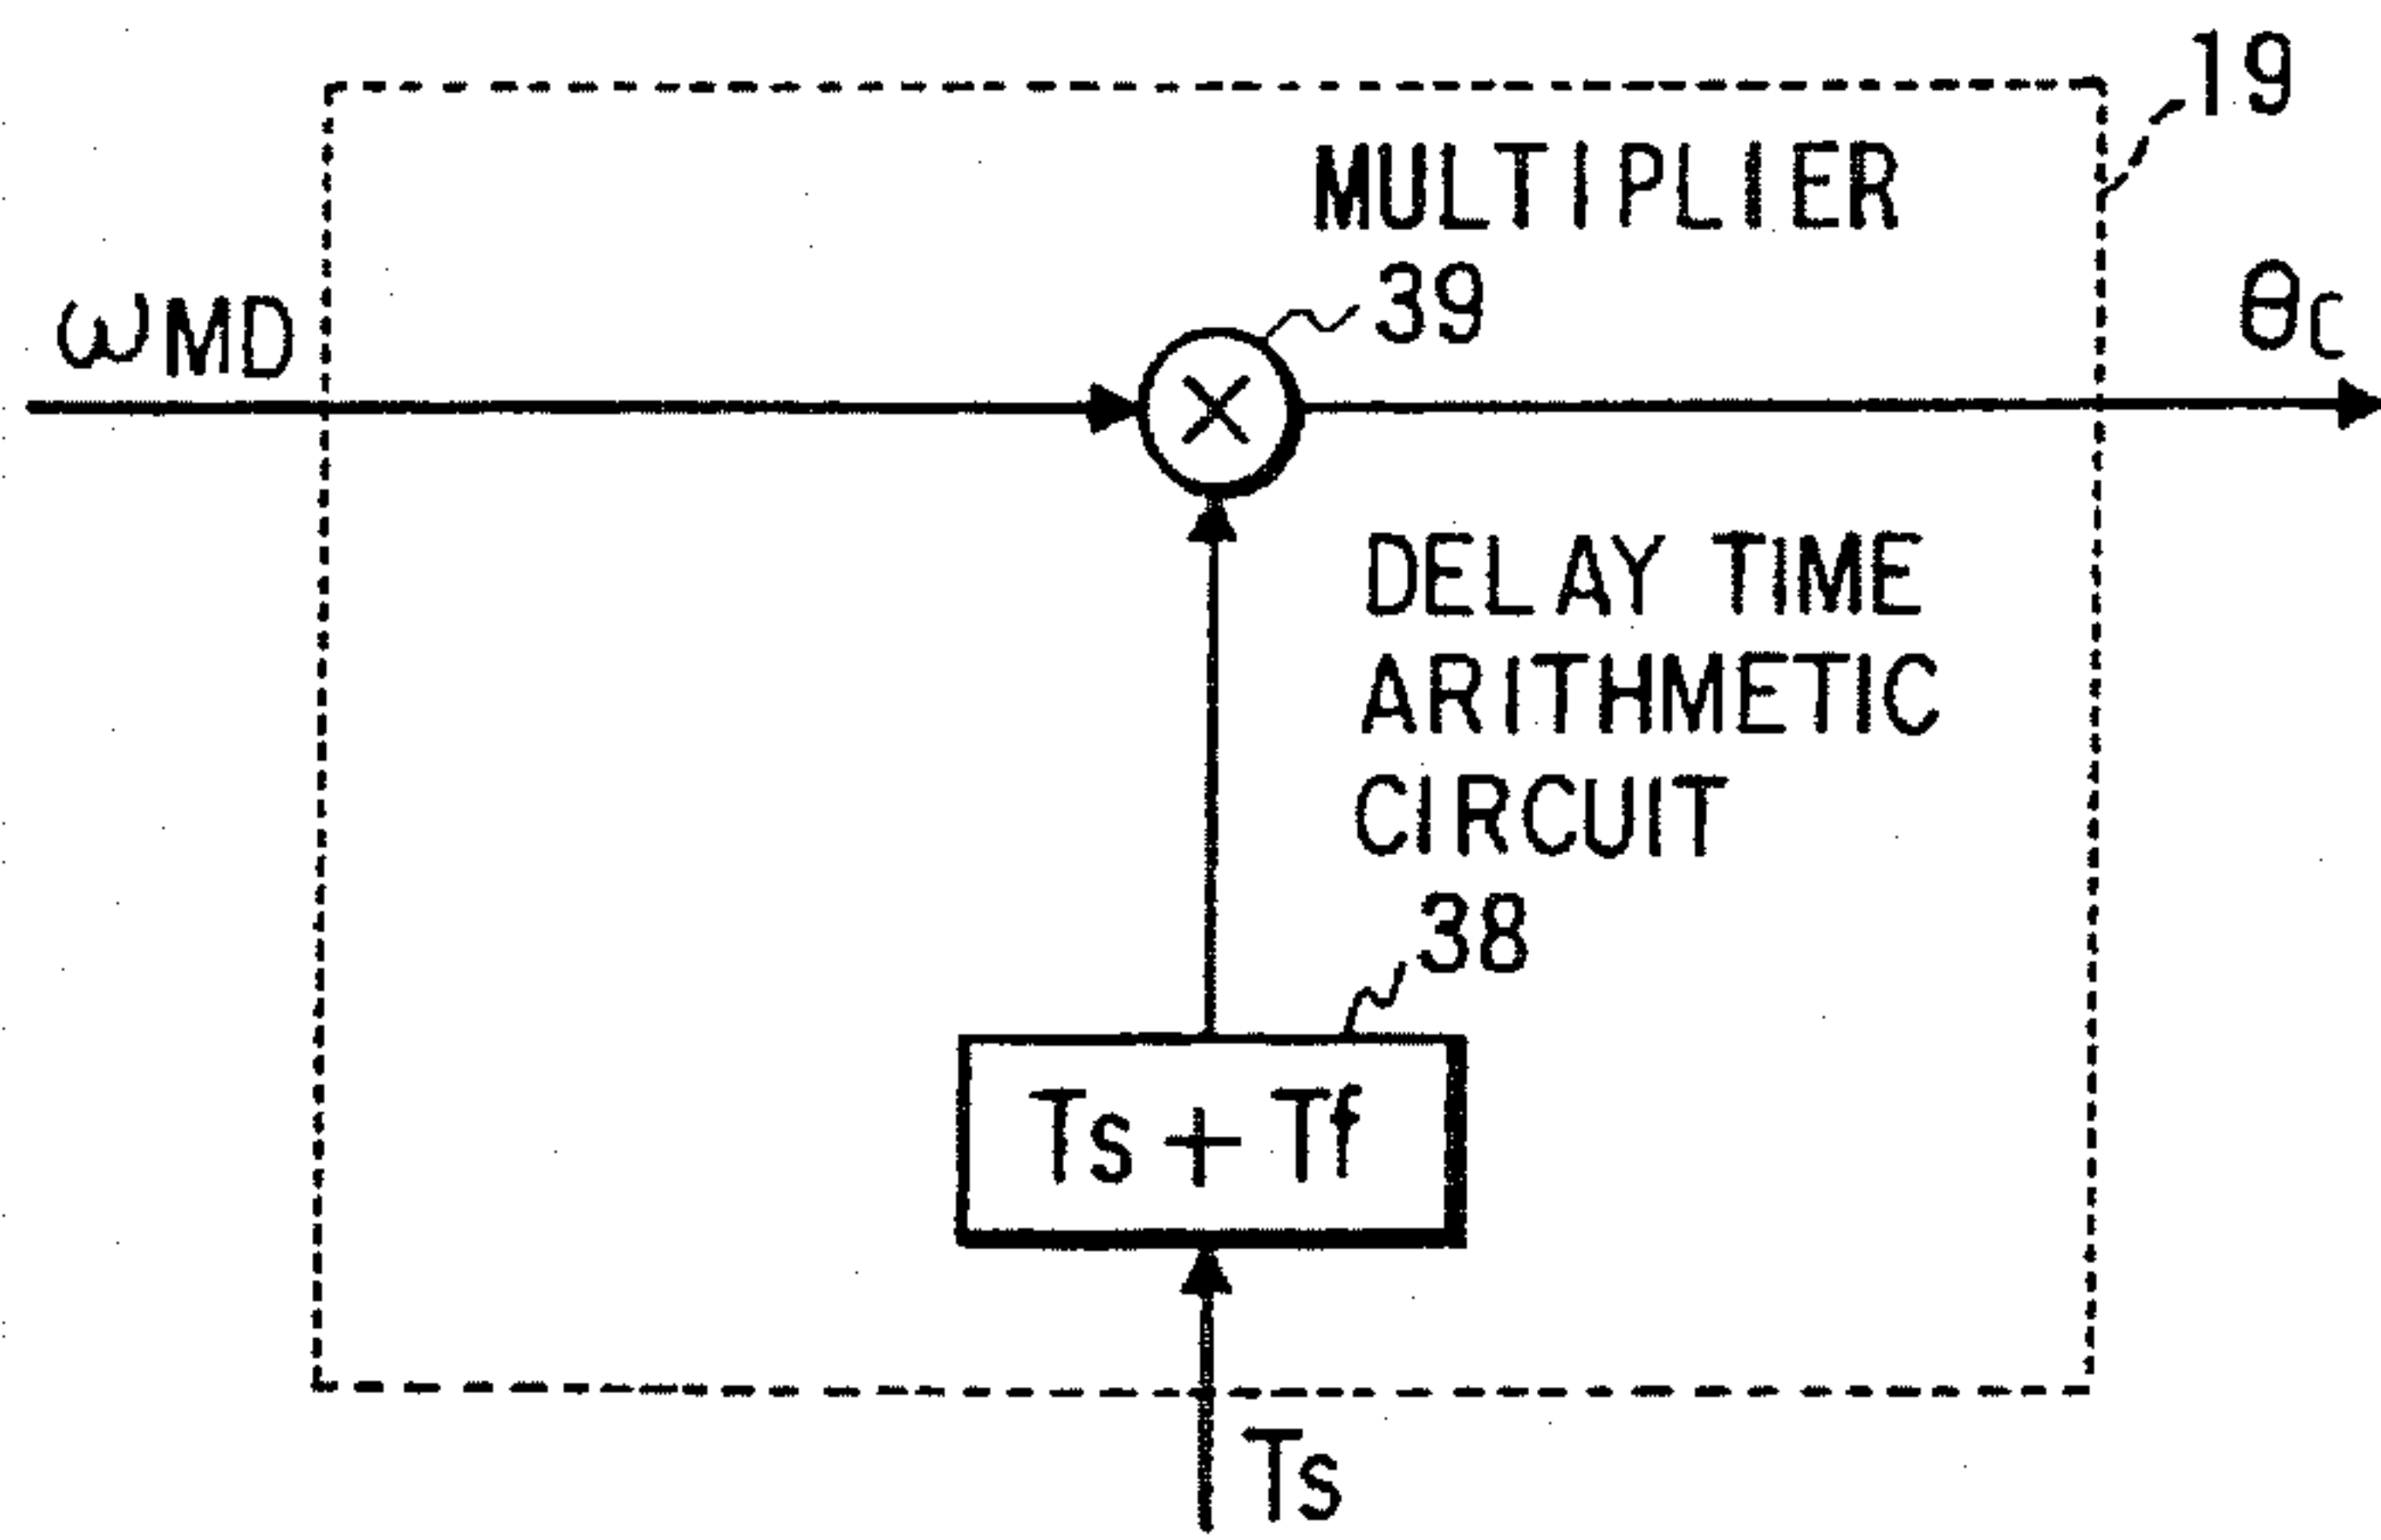 19
MULTIPLIER
39
ωMD
θC
×
DELAY TIME
ARITHMETIC
CIRCUIT
38
Ts + Tf
Ts